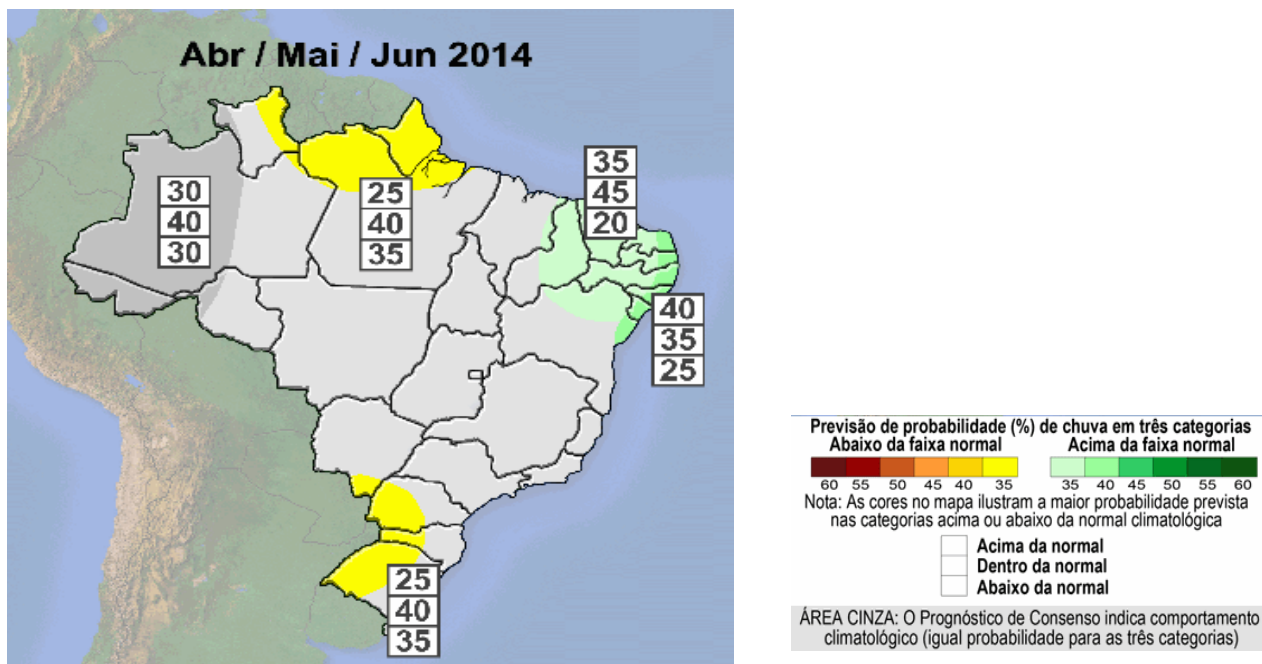 Abr / Mai / Jun 2014
30
40
30
25
40
35
35
45
20
40
35
25
25
40
35
Previsão de probabilidade (%) de chuva em três categorias
Abaixo da faixa normal Acima da faixa normal
60 55 50 45 40 35 35 40 45 50 55 60
Nota: As cores no mapa ilustram a maior probabilidade prevista
nas categorias acima ou abaixo da normal climatológica
Acima da normal
Dentro da normal
Abaixo da normal
ÁREA CINZA: O Prognóstico de Consenso indica comportamento
climatológico (igual probabilidade para as três categorias)